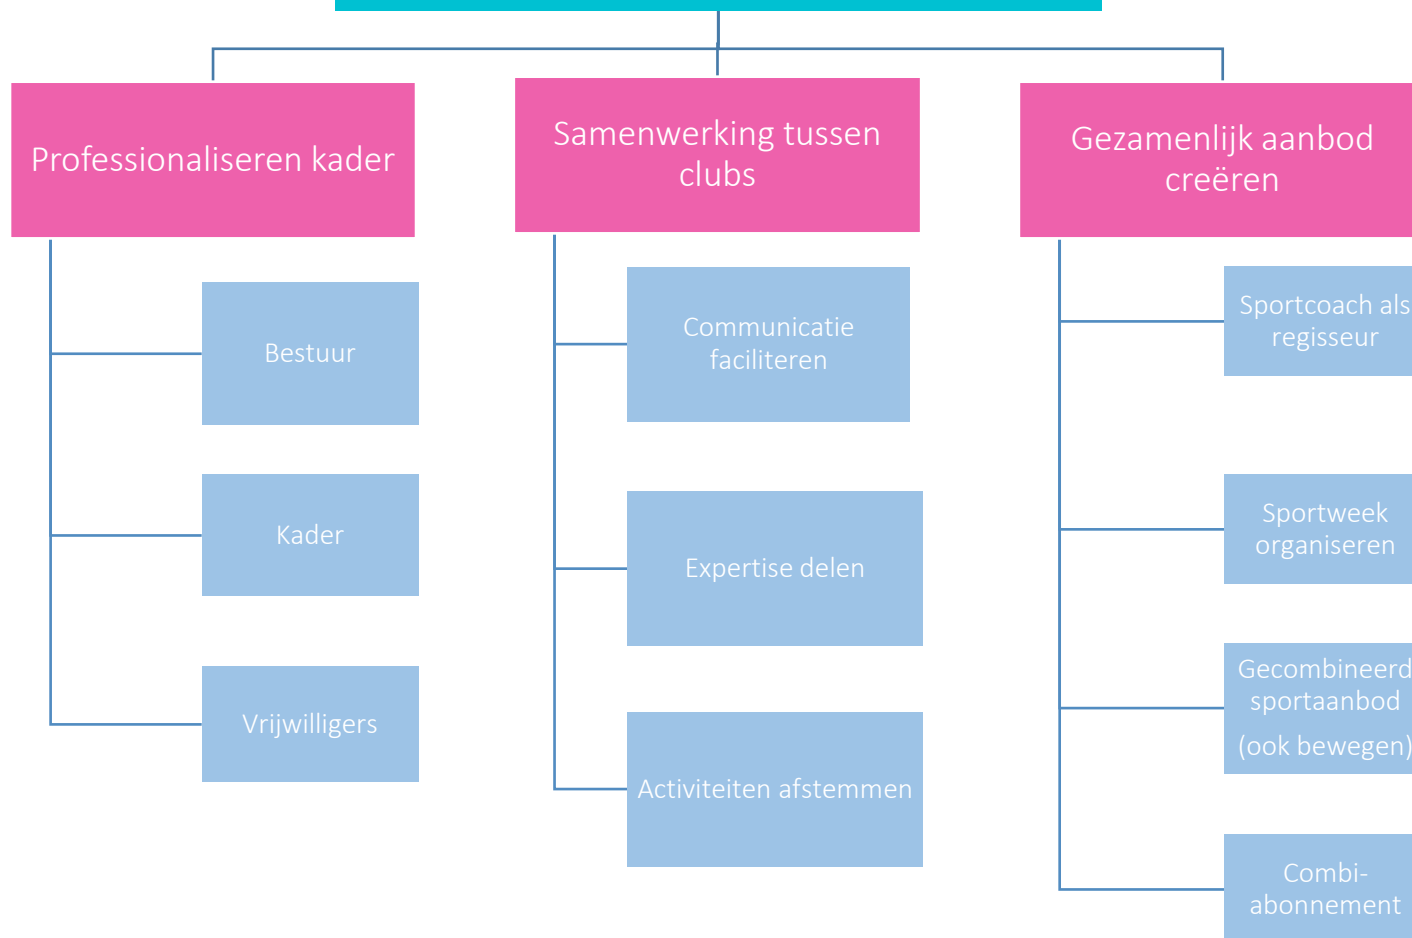 Professionaliseren kader
Bestuur
Kader
Vrijwilligers
Samenwerking tussen
clubs
Communicatie
faciliteren
Expertise delen
Activiteiten afstemmen
Gezamenlijk aanbod
creëren
Sportcoach als
regisseur
Sportweek
organiseren
Gecombineerd
sportaanbod
(ook bewegen)
Combi-
abonnement